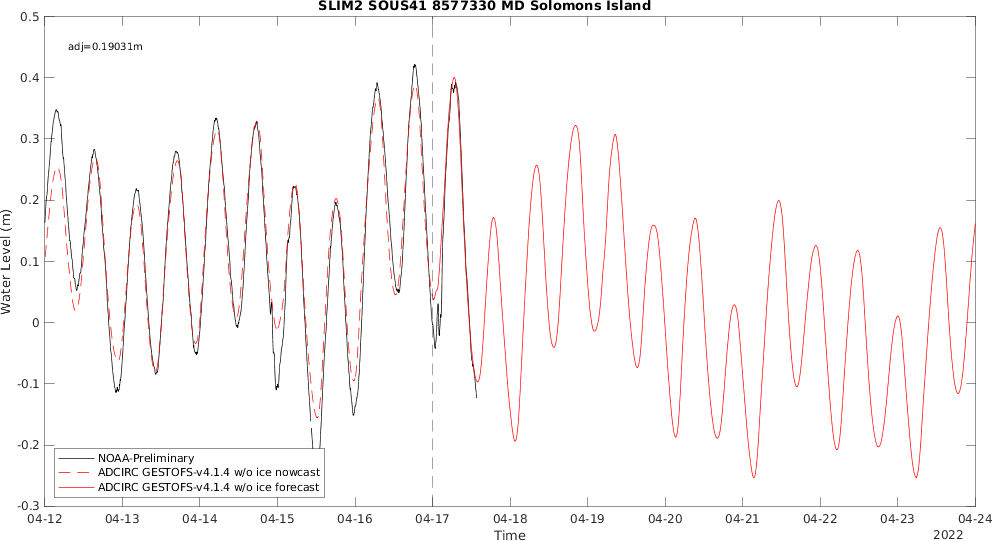 SLIM2 SOUS41 8577330 MD Solomons Island
adj=0.19031m
Water Level (m)
0.5
0.4
0.3
0.2
0.1
0
-0.1
-0.2
-0.3
NOAA-Preliminary
ADCIRC GESTOFS-v4.1.4 w/o ice nowcast
ADCIRC GESTOFS-v4.1.4 w/o ice forecast
04-12 04-13 04-14 04-15 04-16 04-17 04-18 04-19 04-20 04-21 04-22 04-23 04-24
Time
2022